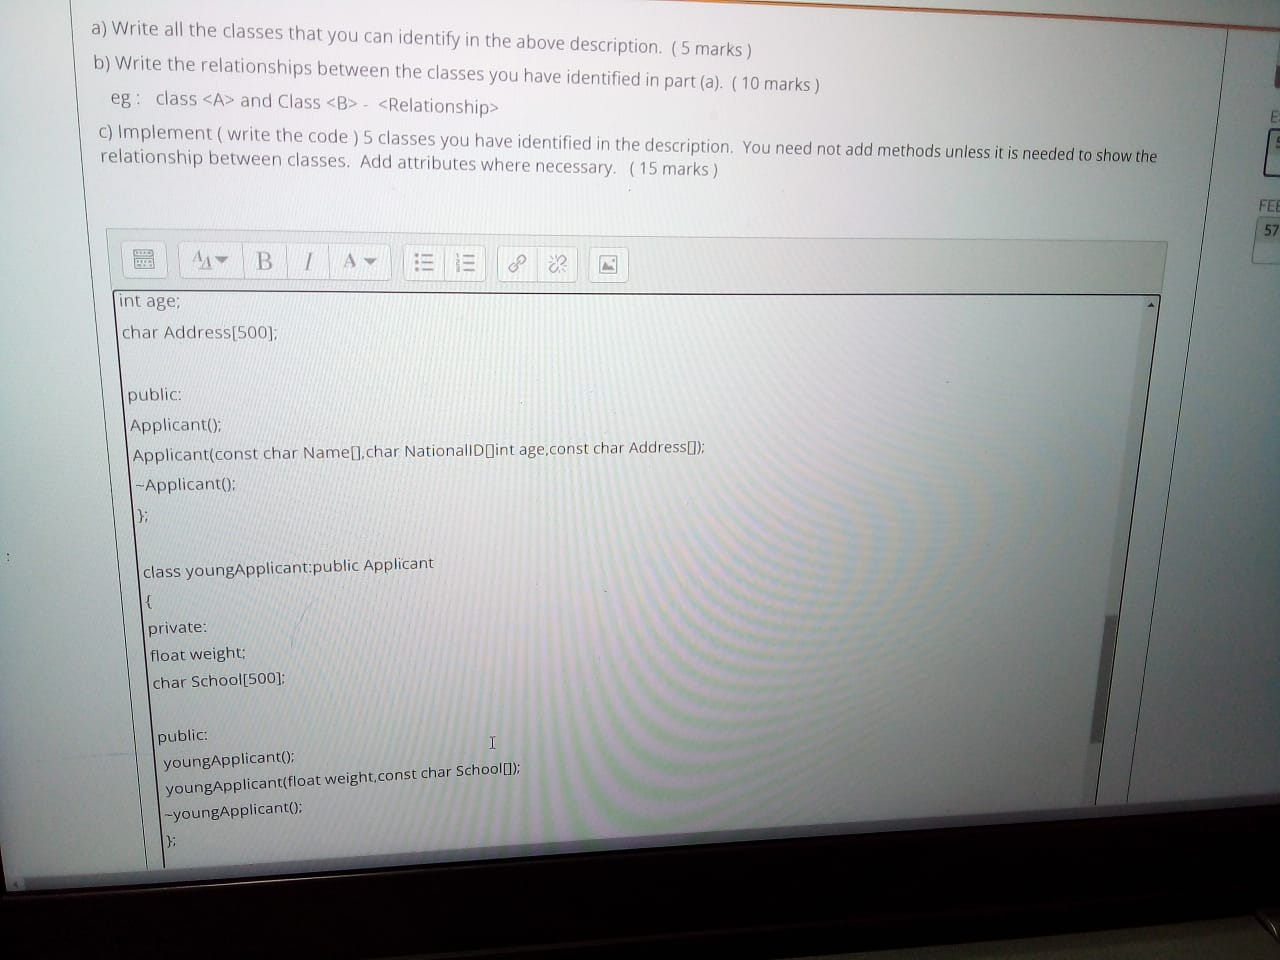 a) Write all the classes that you can identify in the above description. ( 5 marks )
b) Write the relationships between the classes you have identified in part (a). ( 10 marks )
eg : class <A> and Class <B> - <Relationship>
c) Implement ( write the code ) 5 classes you have identified in the description. You need not add methods unless it is needed to show the
relationship between classes. Add attributes where necessary. ( 15 marks )
B I A
int age;
char Address[500];
public:
Applicant();
Applicant(const char Name[],char NationalID[]int age,const char Address[]);
~Applicant();
};
class youngApplicant:public Applicant
{
private:
float weight;
char School[500];
public:
youngApplicant();
youngApplicant(float weight,const char School[]);
~youngApplicant();
};
57